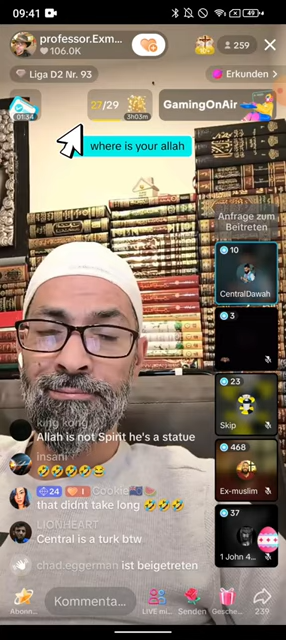 09:41
49
professor.Exm...
106.0K
10+
259
Liga D2 Nr. 93
Erkunden >
01:34
27/29
3h03m
GamingOnAir
where is your allah
Anfrage zum
Beitreten
10
CentralDawah
3
23
Skip
468
Ex-muslim
37
1 John 4...
king kong
Allah is not Spirit he's a statue
insani
🤣🤣🤣🤣🤣😂
24
1
Cookie🇰🇷🍉
that didnt take long 🤣🤣🤣
LIONHEART
Central is a turk btw
chad.eggerman ist beigetreten
Abonn...
Kommenta...
LIVE mi...
Senden
Gesche...
239